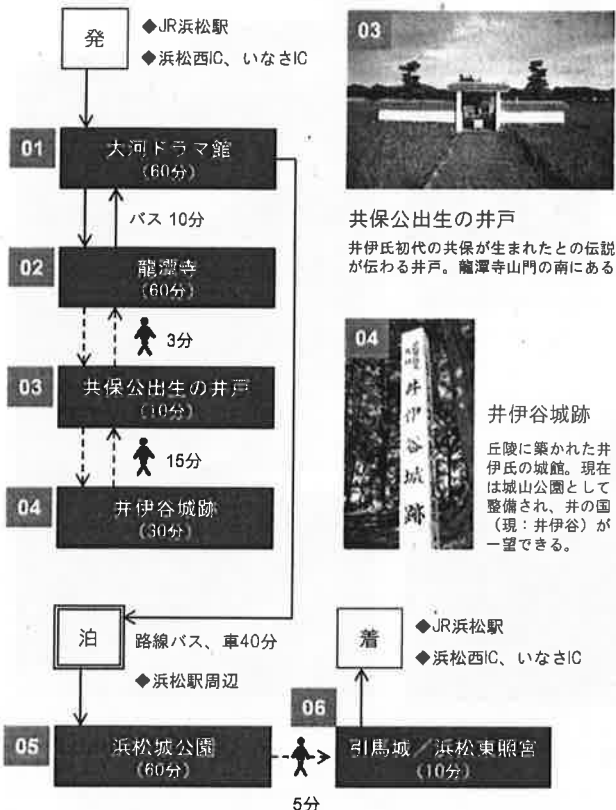 発
◆JR浜松駅
◆浜松西IC、いなさIC
01
大河ドラマ館
(60分)
バス 10分
02
龍潭寺
(60分)
3分
03
共保公出生の井戸
(10分)
15分
04
井伊谷城跡
(30分)
03
共保公出生の井戸
井伊氏初代の共保が生まれたとの伝説
が伝わる井戸。龍潭寺山門の南にある
04
井伊谷城跡
井伊谷城跡
丘陵に築かれた井
伊氏の城館。現在
は城山公園として
整備され、井の国
（現：井伊谷）が
一望できる。
泊
路線バス、車40分
◆浜松駅周辺
着
◆JR浜松駅
◆浜松西IC、いなさIC
05
浜松城公園
(60分)
5分
06
引馬城／浜松東照宮
(10分)